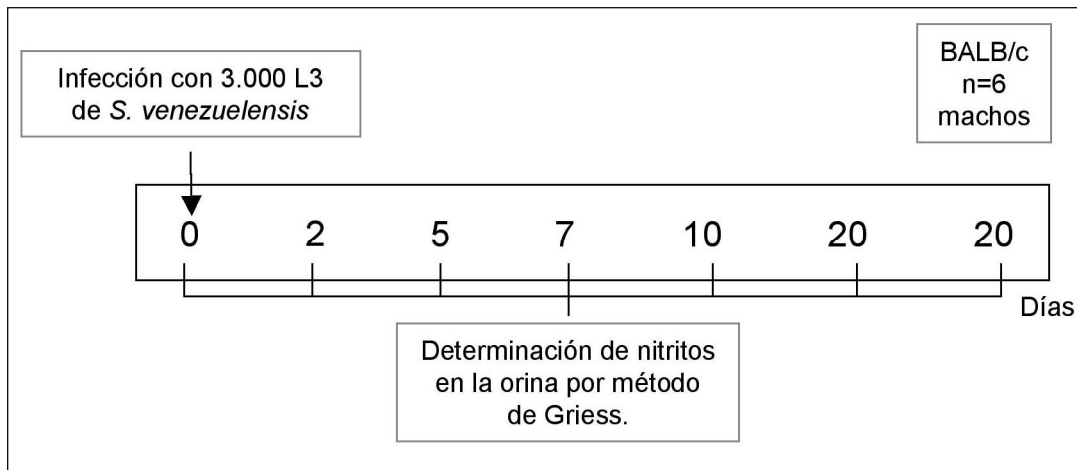 Infección con 3.000 L3
de S. venezuelensis
BALB/c
n=6
machos
0 2 5 7 10 20 20
Días
Determinación de nitritos
en la orina por método
de Griess.